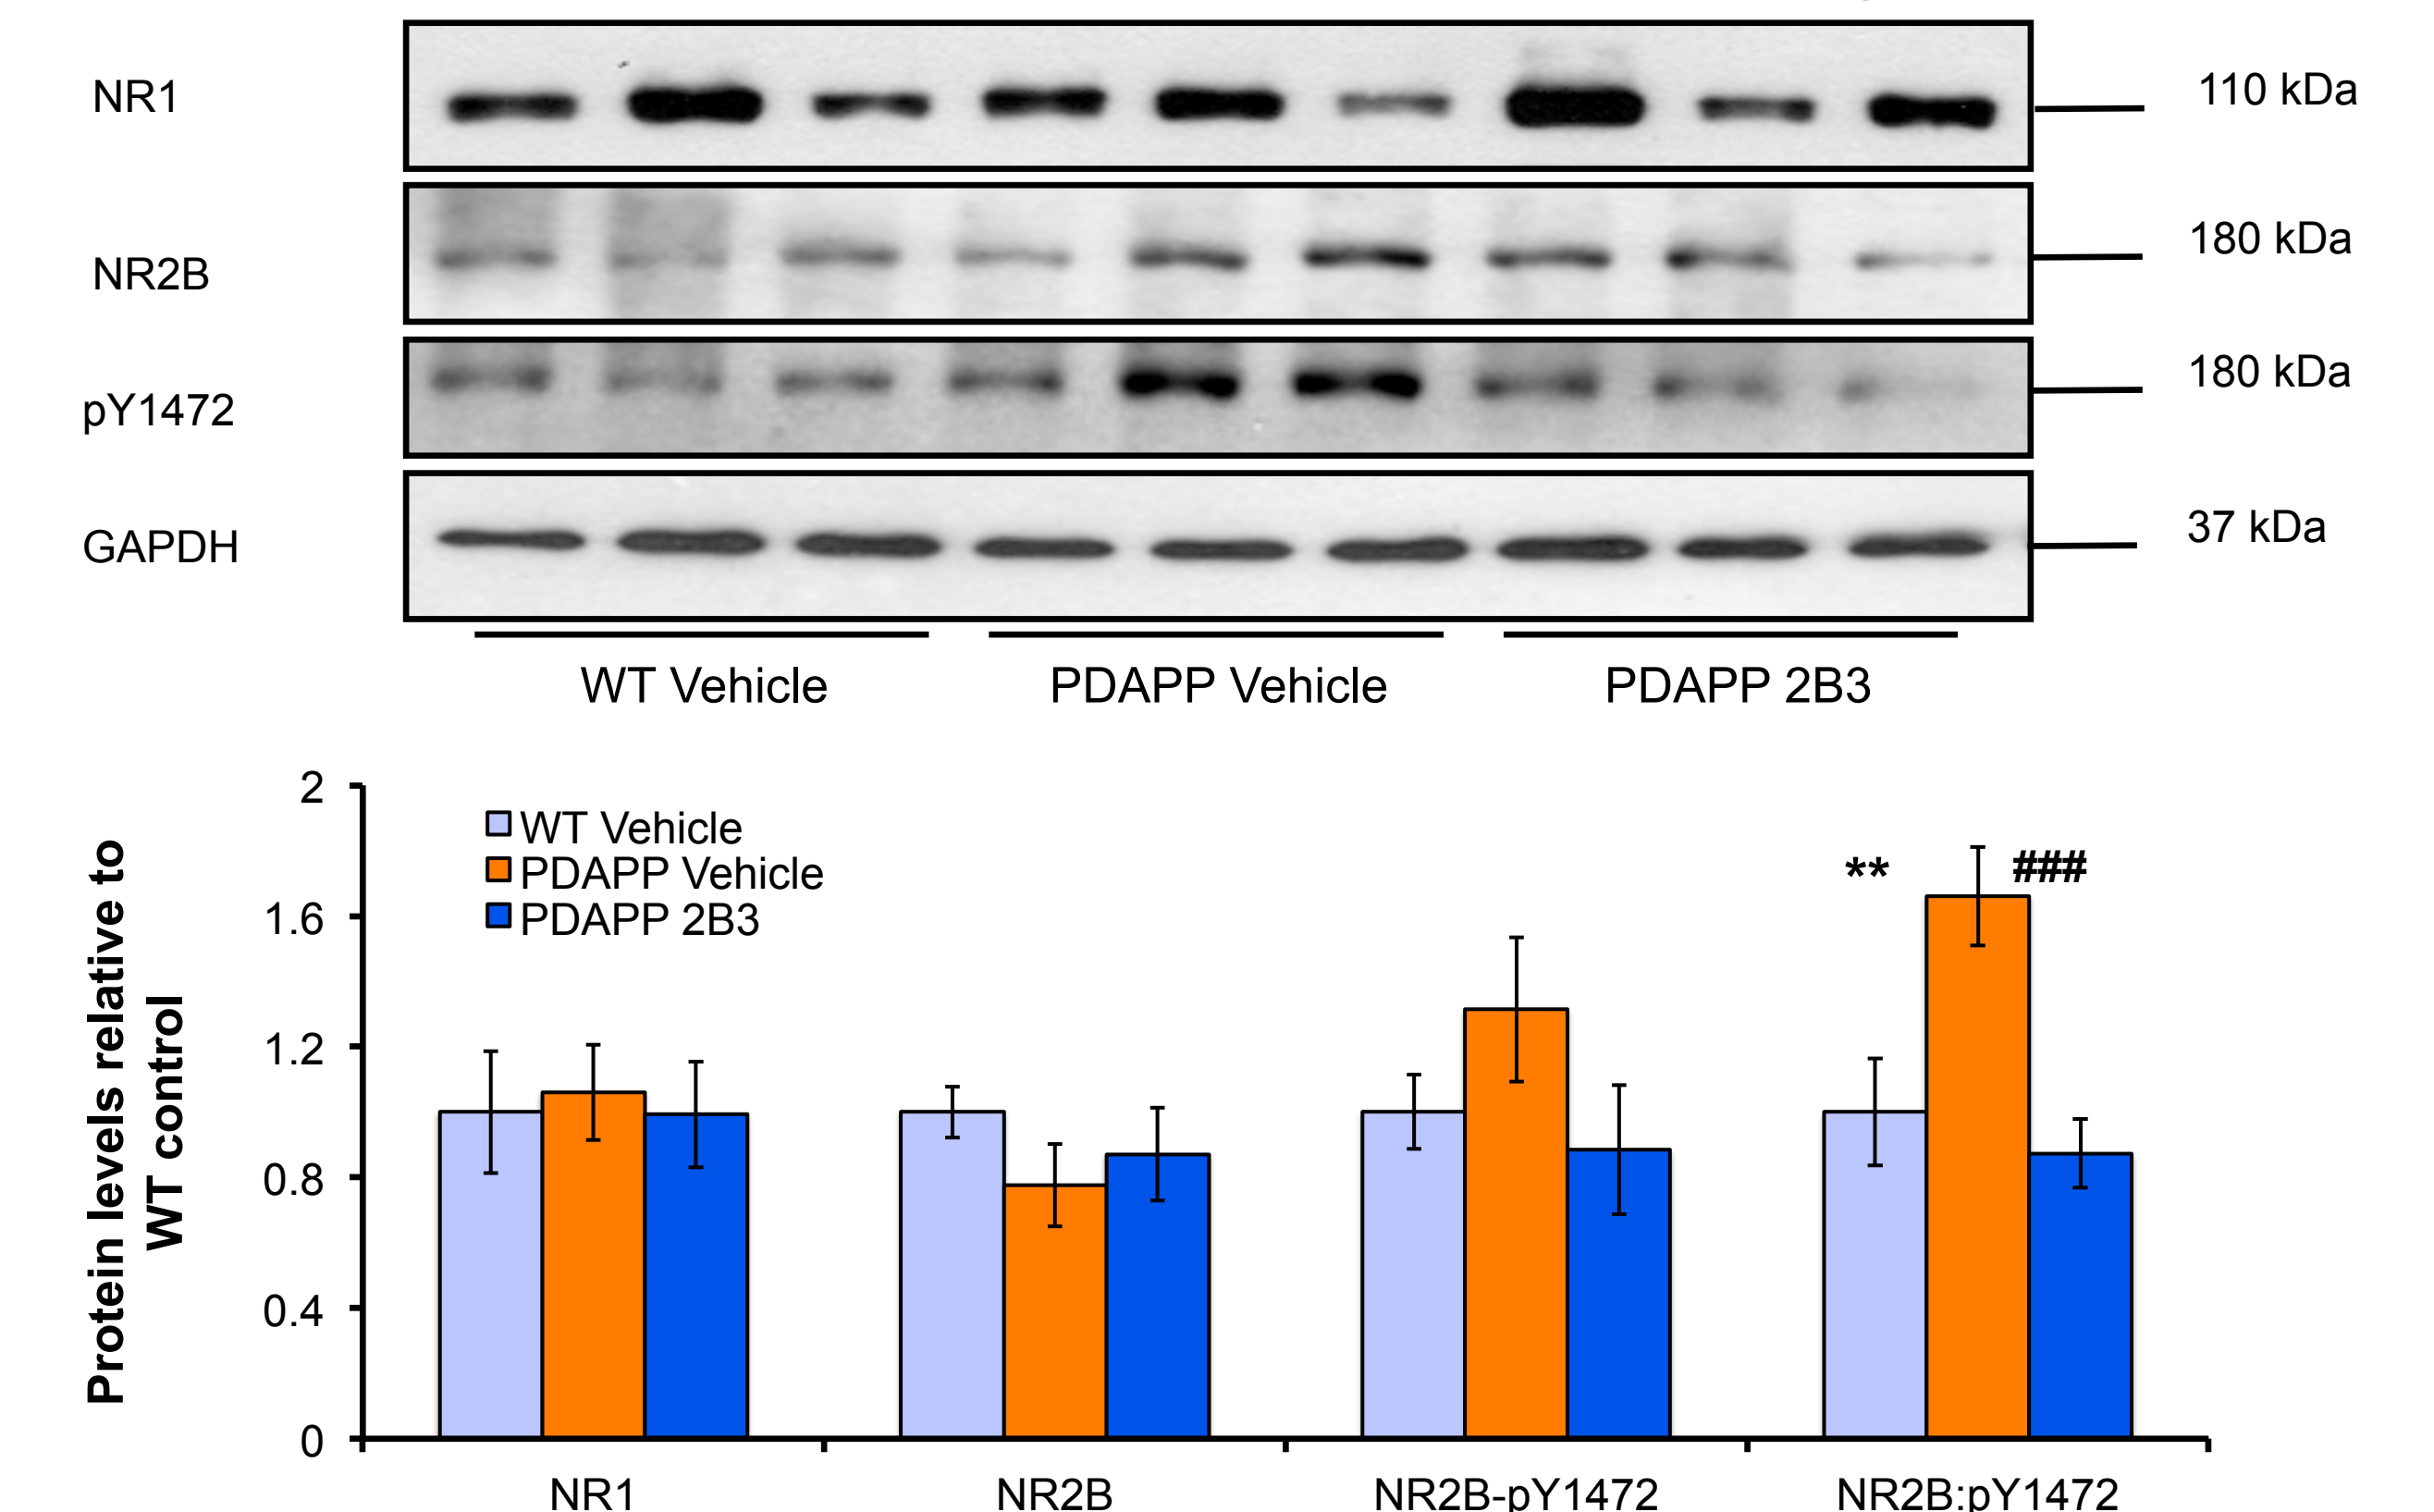 NR1
110 kDa
NR2B
180 kDa
pY1472
180 kDa
GAPDH
37 kDa
WT Vehicle PDAPP Vehicle PDAPP 2B3
Protein levels relative to
WT control
2
1.6
1.2
0.8
0.4
0
WT Vehicle
PDAPP Vehicle
PDAPP 2B3
** ###
NR1 NR2B NR2B-pY1472 NR2B:pY1472